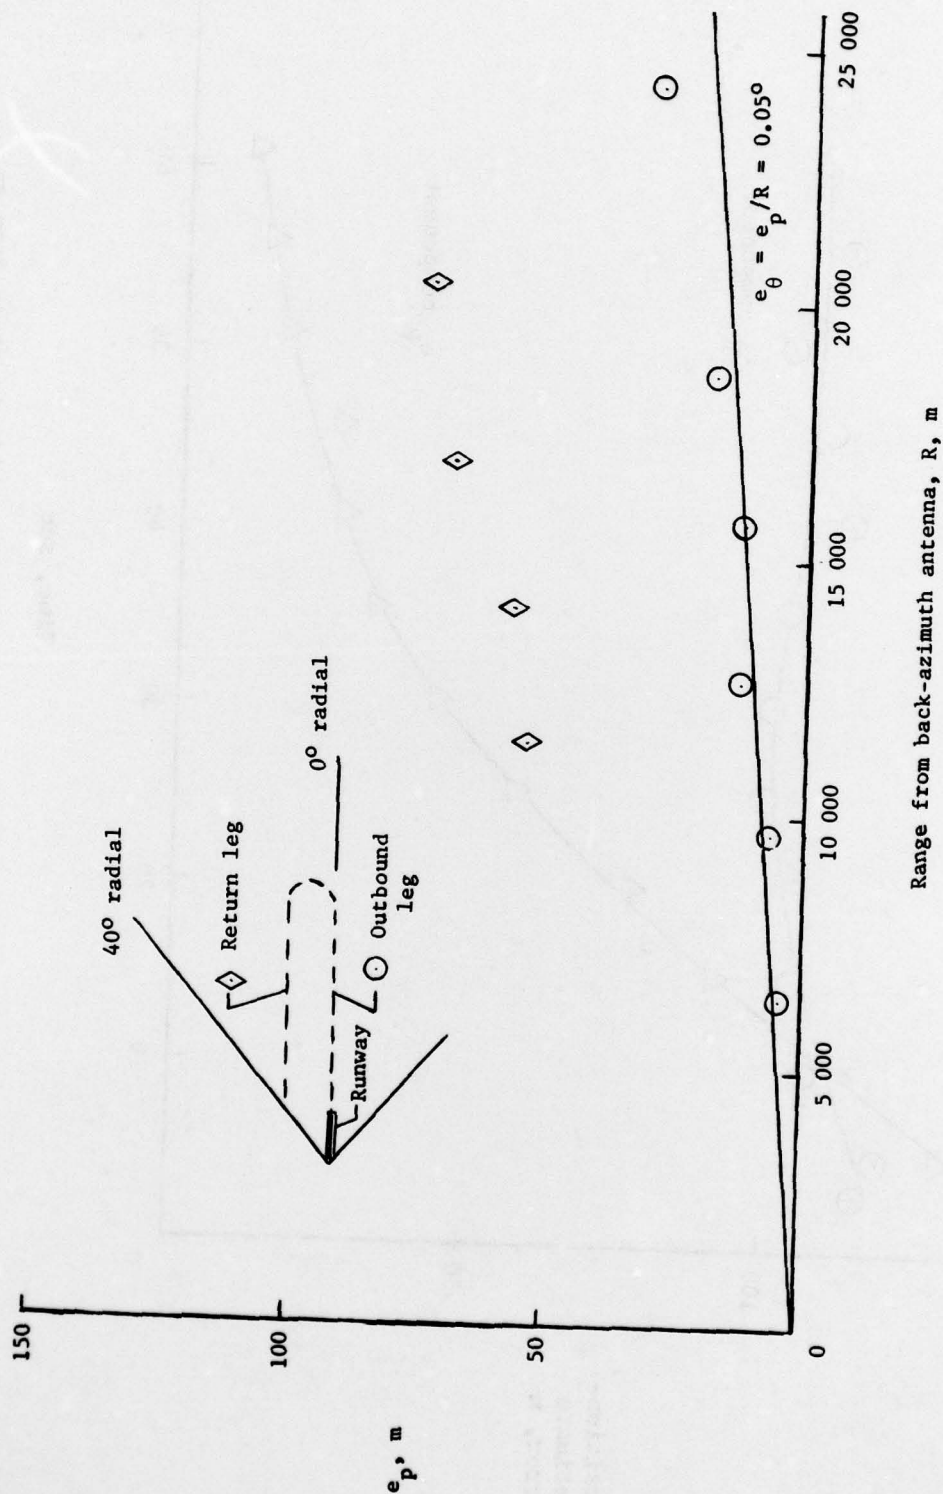 150
100
50
0
e_p, m
40° radial
Return leg
0° radial
Outbound
leg
Runway
e_θ = e_p/R = 0.05°
5 000
10 000
15 000
20 000
25 000
Range from back-azimuth antenna, R, m